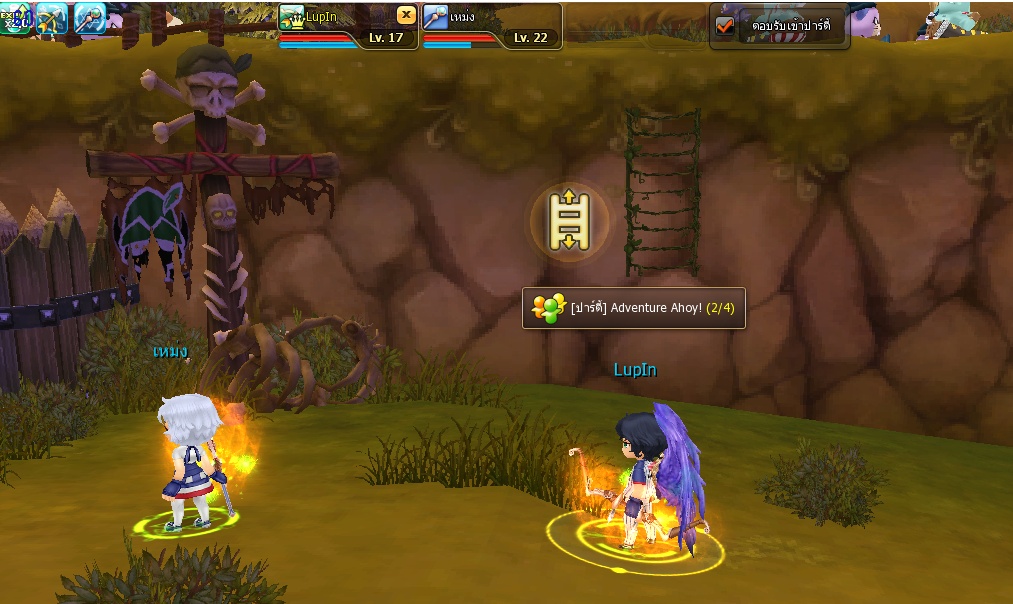 LupIn
Lv. 17
เหม่ง
Lv. 22
ตอบรับเข้าปาร์ตี้
[ปาร์ตี้] Adventure Ahoy! (2/4)
เหม่ง
LupIn